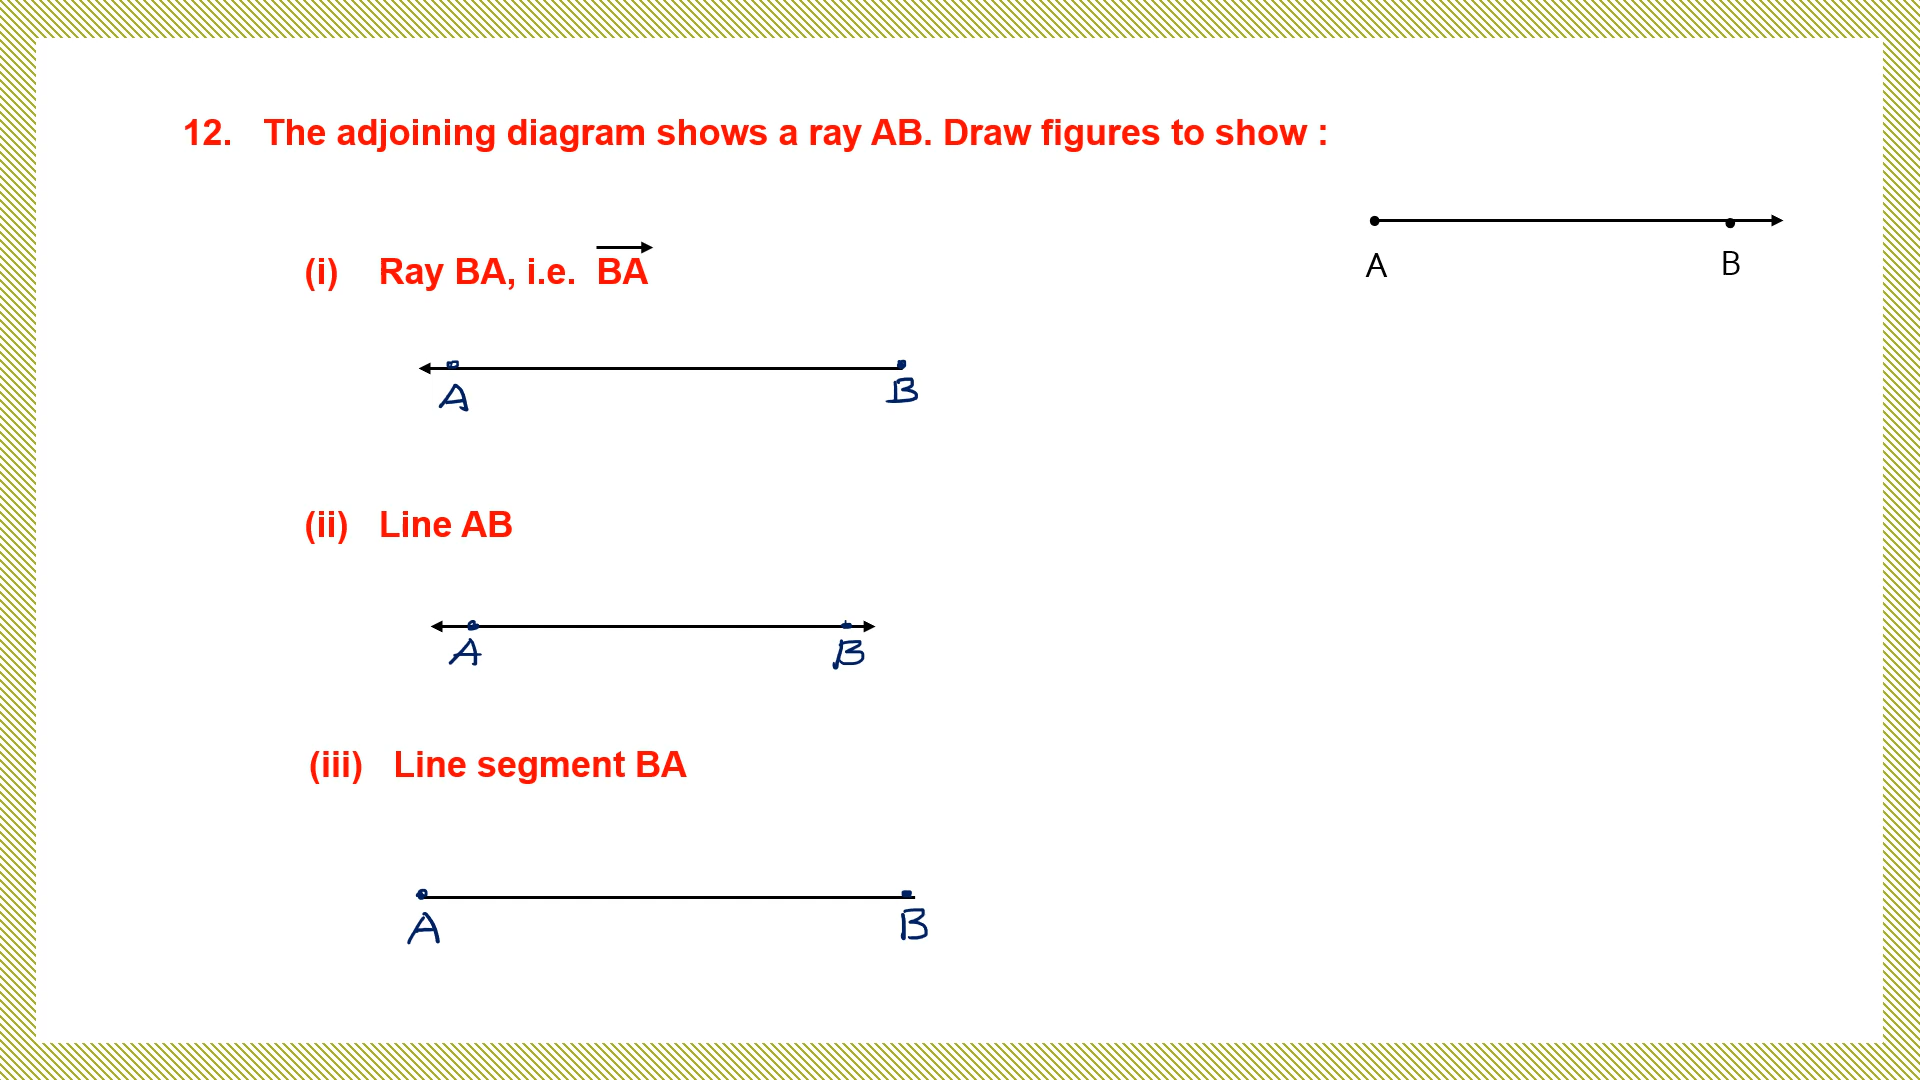 12. The adjoining diagram shows a ray AB. Draw figures to show :
A B
(i) Ray BA, i.e. BA
A B
(ii) Line AB
A B
(iii) Line segment BA
A B